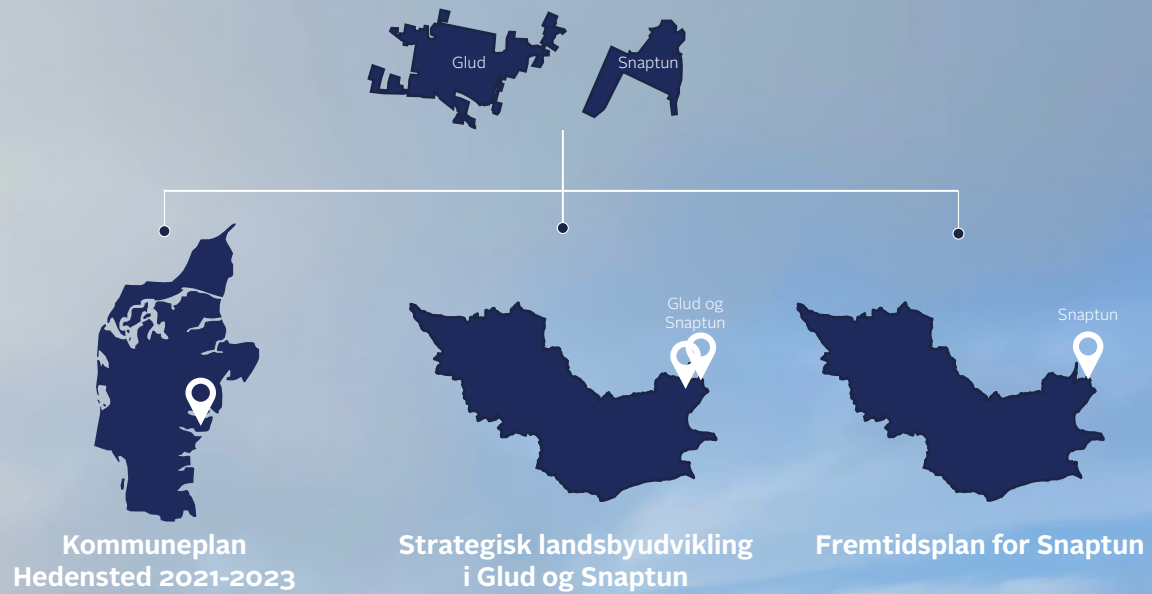 Glud
Snaptun
Glud og
Snaptun
Snaptun
Kommuneplan
Hedensted 2021-2023
Strategisk landsbyudvikling
i Glud og Snaptun
Fremtidsplan for Snaptun